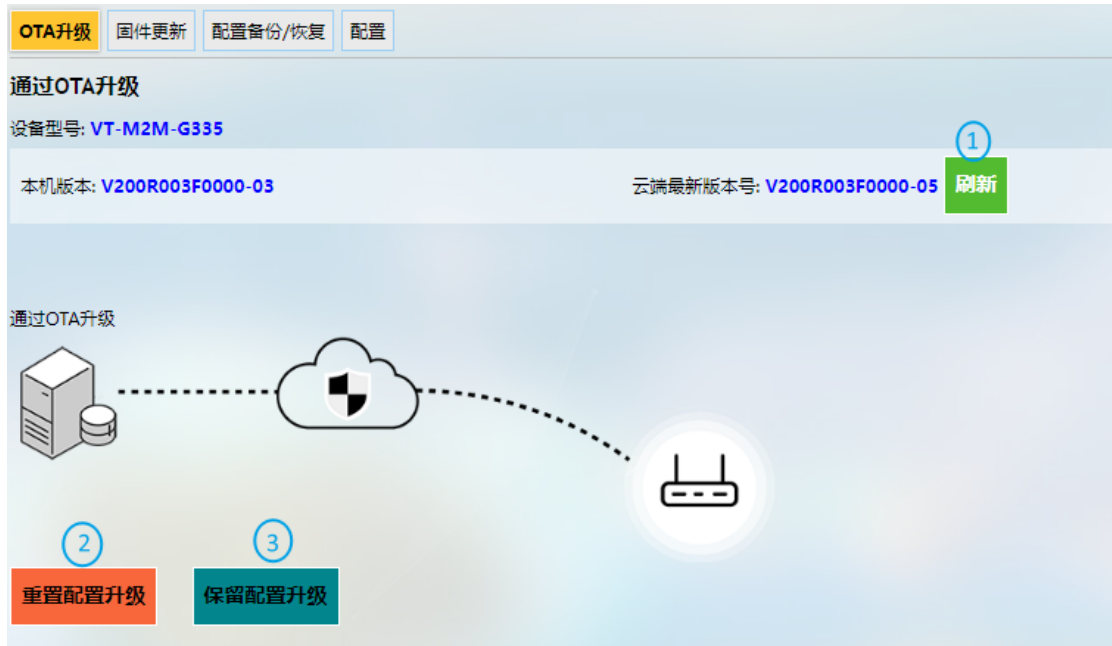 OTA升级 固件更新 配置备份/恢复 配置
通过OTA升级
设备型号: VT-M2M-G335
1
本机版本: V200R003F0000-03 云端最新版本号: V200R003F0000-05 刷新
通过OTA升级
2 3
重置配置升级 保留配置升级